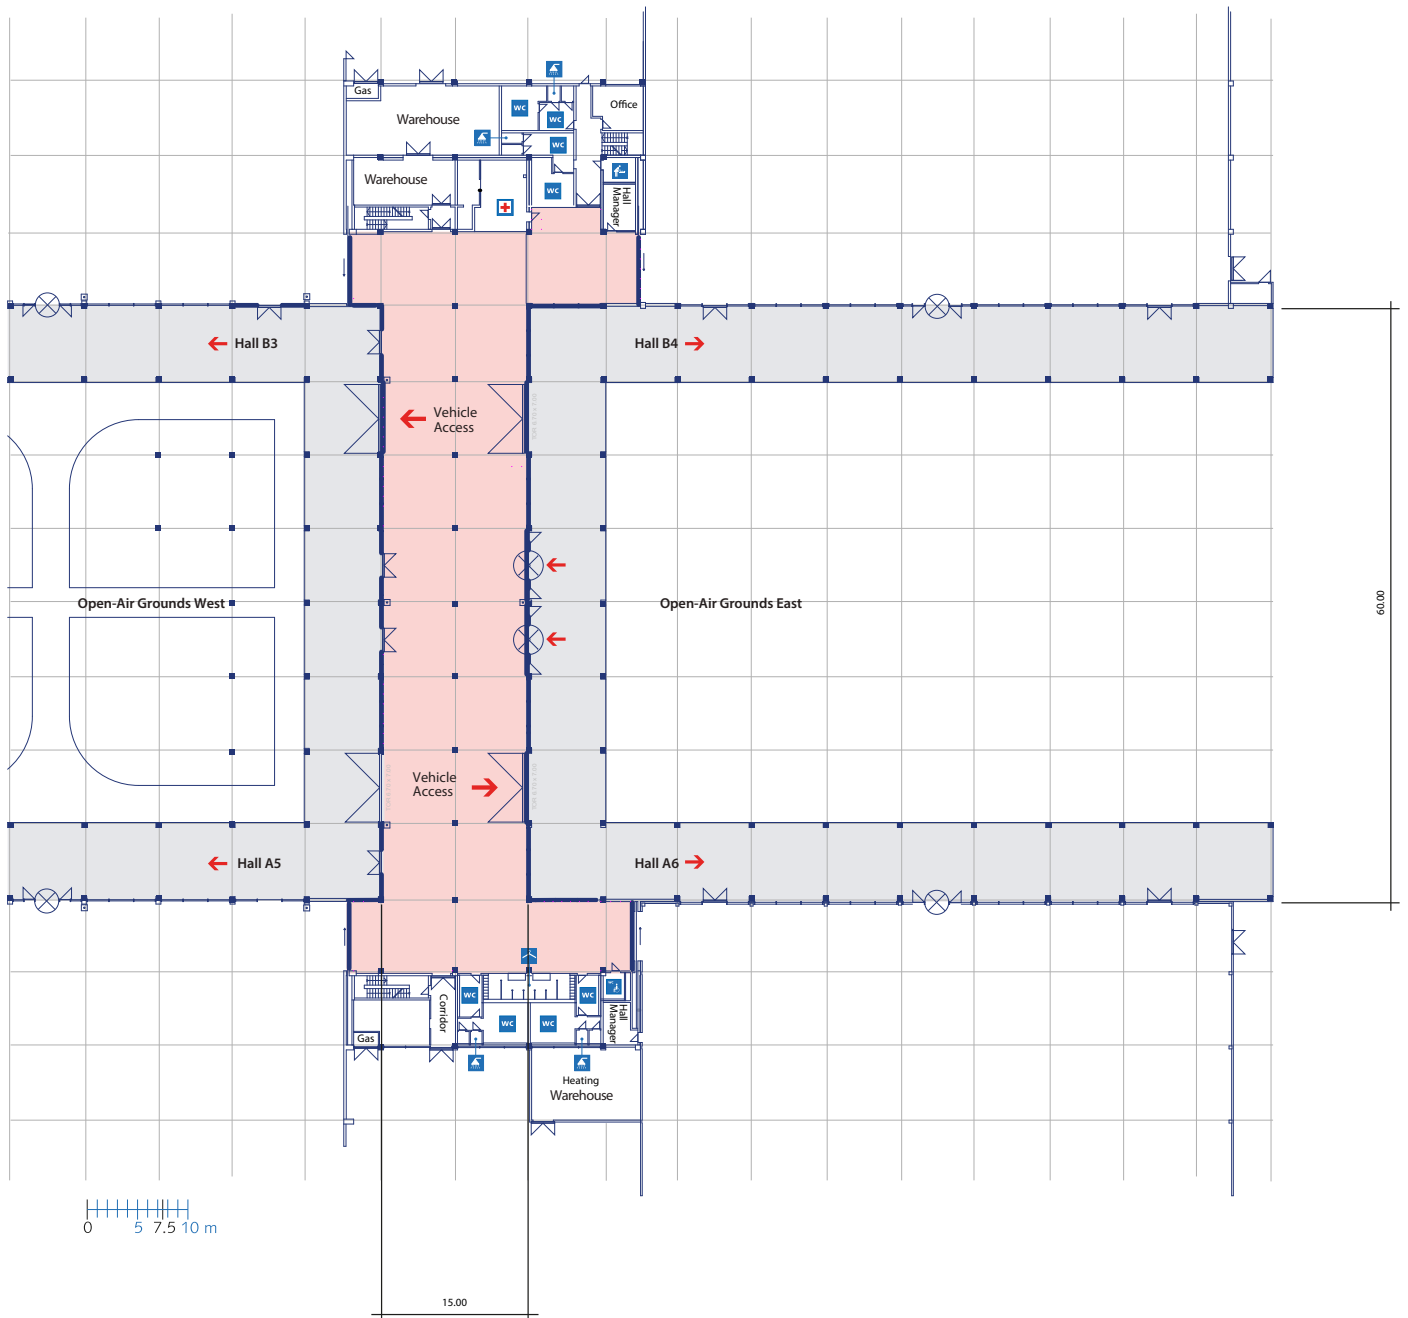 Gas
Warehouse
WC
WC
Office
WC
Warehouse
WC
Hall
Manager
Hall B3
Hall B4
Vehicle
Access
Open-Air Grounds West
Open-Air Grounds East
60.00
Vehicle
Access
Hall A5
Hall A6
WC
WC
Corridor
WC
WC
Hall
Manager
Gas
Heating
Warehouse
0 5 7.5 10 m
15.00